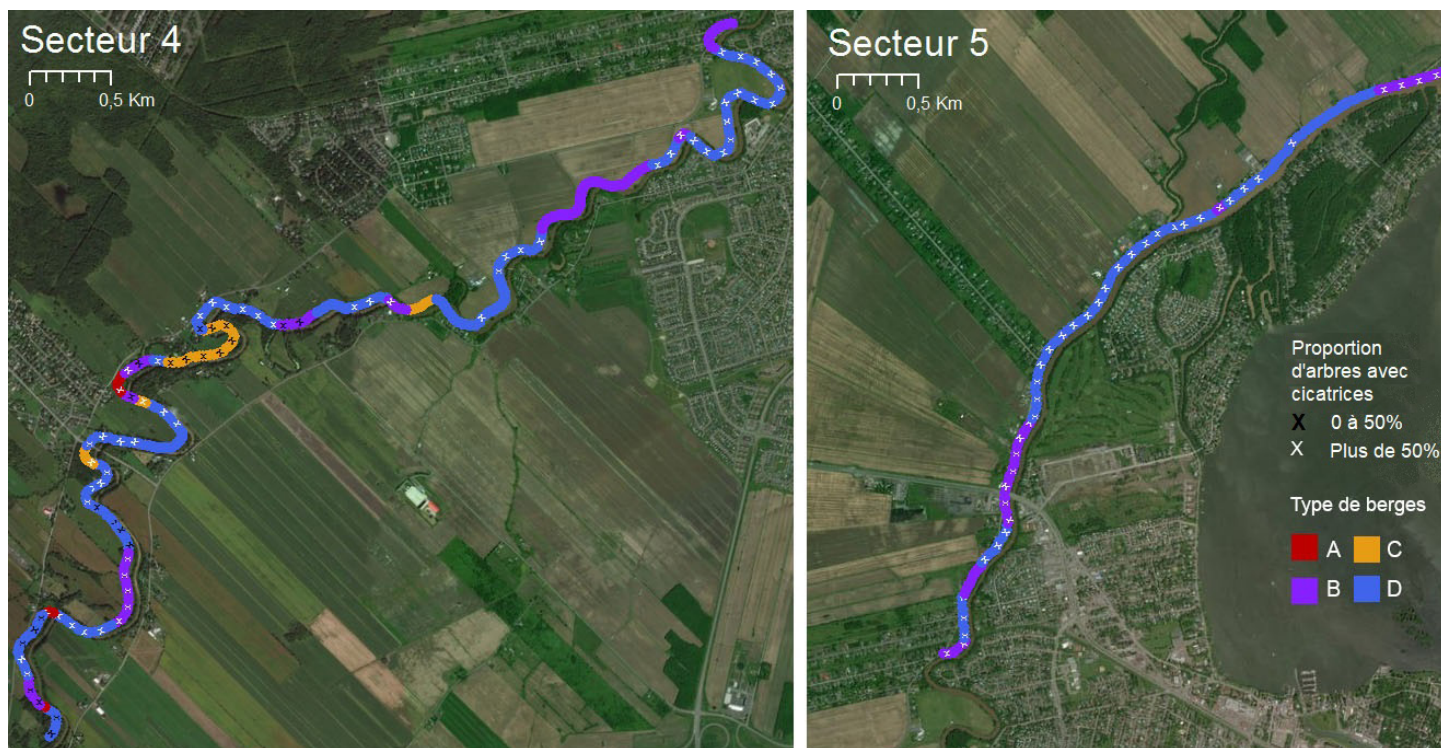 Secteur 4
0 0,5 Km
Secteur 5
0 0,5 Km
Proportion
d'arbres avec
cicatrices
X 0 à 50%
X Plus de 50%
Type de berges
A C
B D